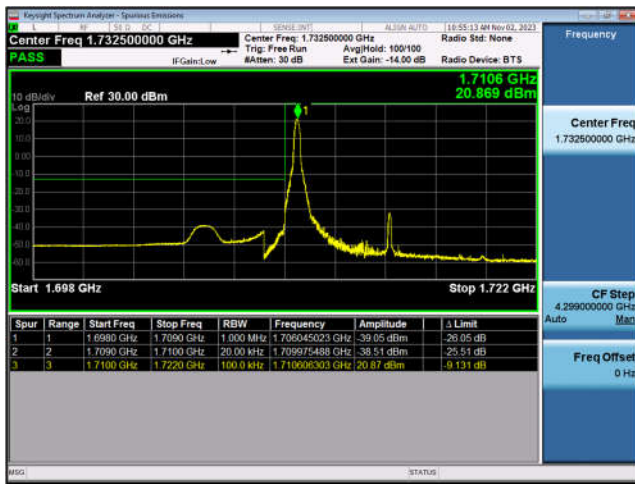 Keysight Spectrum Analyzer - Spurious Emissions
L RF 50 Ω DC SENSE:INT ALIGN AUTO 10:55:13 AM Nov 02, 2023
Center Freq 1.732500000 GHz Center Freq: 1.732500000 GHz Radio Std: None
Trig: Free Run Avg|Hold: 100/100
PASS IFGain:Low #Atten: 30 dB Ext Gain: -14.00 dB Radio Device: BTS
1.7106 GHz
10 dB/div Ref 30.00 dBm 20.869 dBm
Log
1
20.0
10.0
0.00
-10.0
-20.0
-30.0
-40.0
-50.0
-60.0
Start 1.698 GHz Stop 1.722 GHz
Spur Range Start Freq Stop Freq RBW Frequency Amplitude Δ Limit
1 1 1.6980 GHz 1.7090 GHz 1.000 MHz 1.706045023 GHz -39.05 dBm -26.05 dB
2 2 1.7090 GHz 1.7100 GHz 20.00 kHz 1.709975488 GHz -38.51 dBm -25.51 dB
3 3 1.7100 GHz 1.7220 GHz 100.0 kHz 1.710606303 GHz 20.87 dBm -9.131 dB
MSG STATUS
Frequency
Center Freq
1.732500000 GHz
CF Step
4.299000000 GHz
Auto Man
Freq Offset
0 Hz